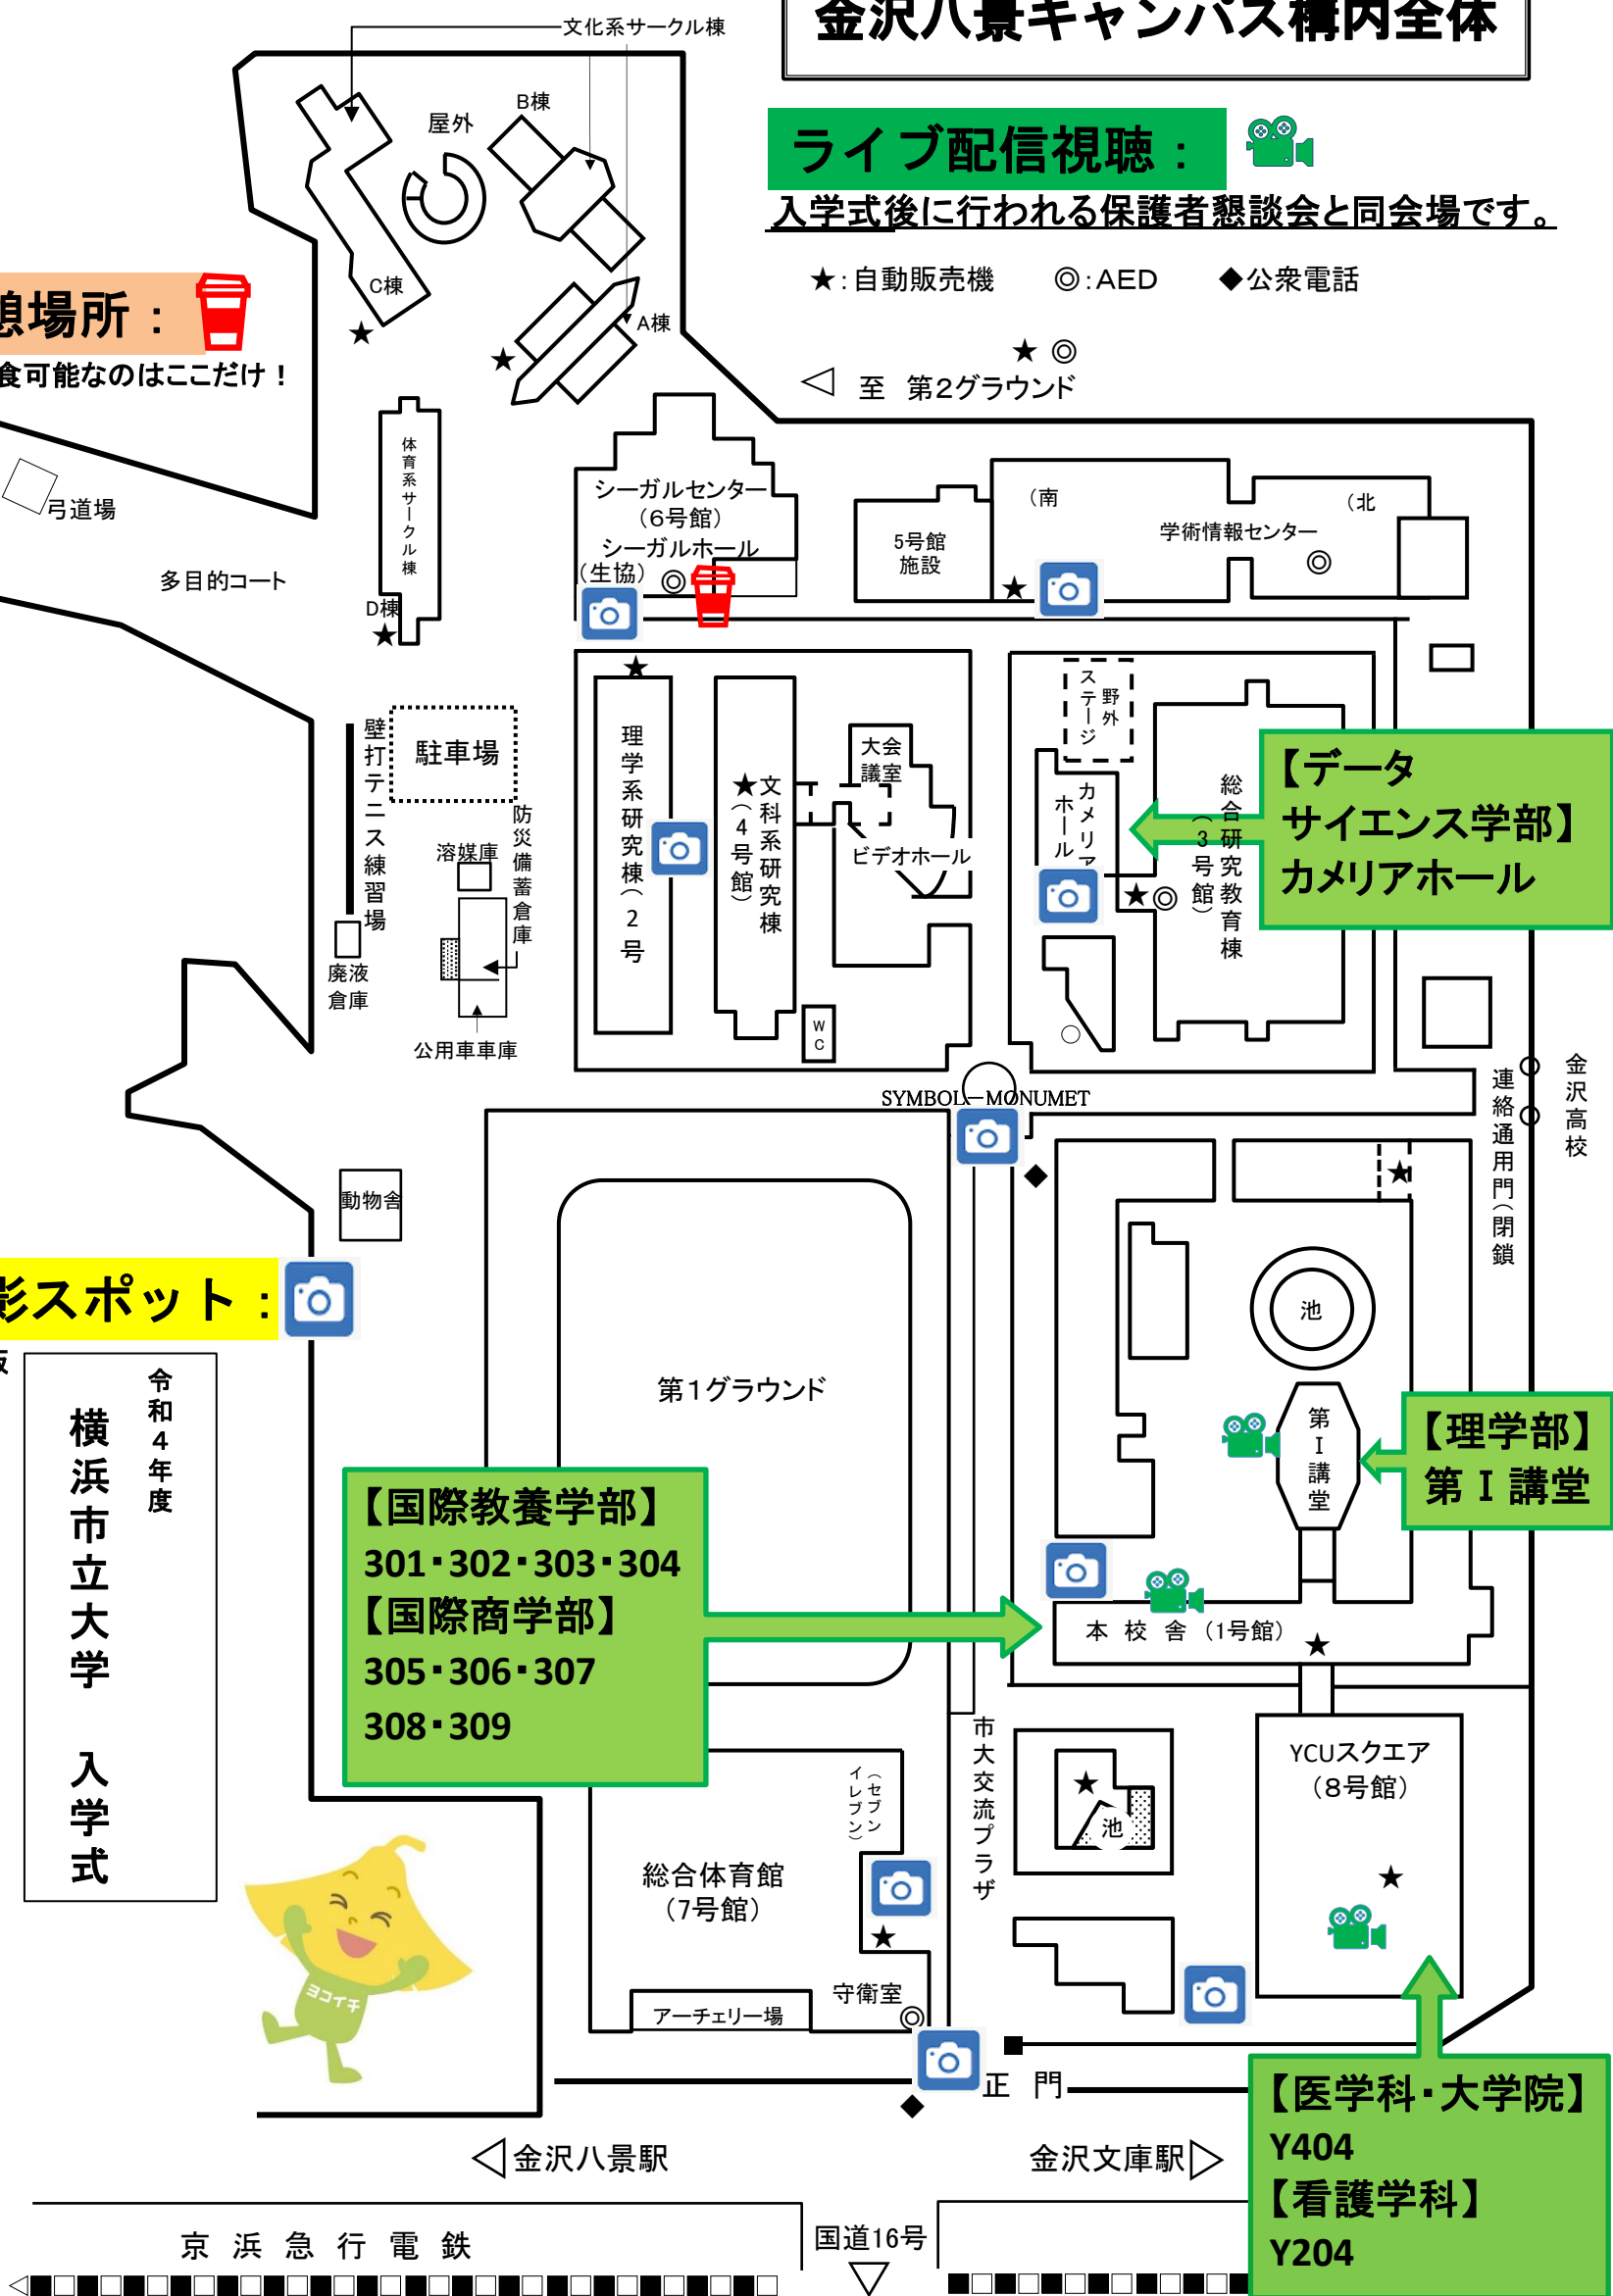 文化系サークル棟
金沢八景キャンパス構内全体
ライブ配信視聴：
入学式後に行われる保護者懇談会と同会場です。
★：自動販売機　◎：AED　◆公衆電話
B棟
屋外
C棟
A棟
憩場所：
食可能なのはここだけ！
★ ◎
◁ 至 第2グラウンド
弓道場
多目的コート
体育系サークル棟
D棟
シーガルセンター
（6号館）
シーガルホール
（生協）
5号館
施設
（南
学術情報センター
（北
壁打テニス練習場
駐車場
防災備蓄倉庫
溶媒庫
廃液
倉庫
公用車車庫
理学系研究棟（2号
文科系研究棟
（4号館）
大会
議室
ビデオホール
WC
野外
ステージ
カメリア
ホール
総合研究教育棟
（3号館）
【データ
サイエンス学部】
カメリアホール
SYMBOL－MONUMET
連絡通用門（閉鎖
金沢高校
動物舎
影スポット：
令和4年度
横浜市立大学 入学式
第1グラウンド
池
第Ⅰ講堂
【理学部】
第Ⅰ講堂
【国際教養学部】
301・302・303・304
【国際商学部】
305・306・307
308・309
本 校 舎（1号館）
市大交流プラザ
池
YCUスクエア
（8号館）
（セブン
イレブン）
総合体育館
（7号館）
守衛室
アーチェリー場
ヨコイチ
正 門
【医学科・大学院】
Y404
【看護学科】
Y204
◁金沢八景駅
金沢文庫駅▷
京 浜 急 行 電 鉄
国道16号